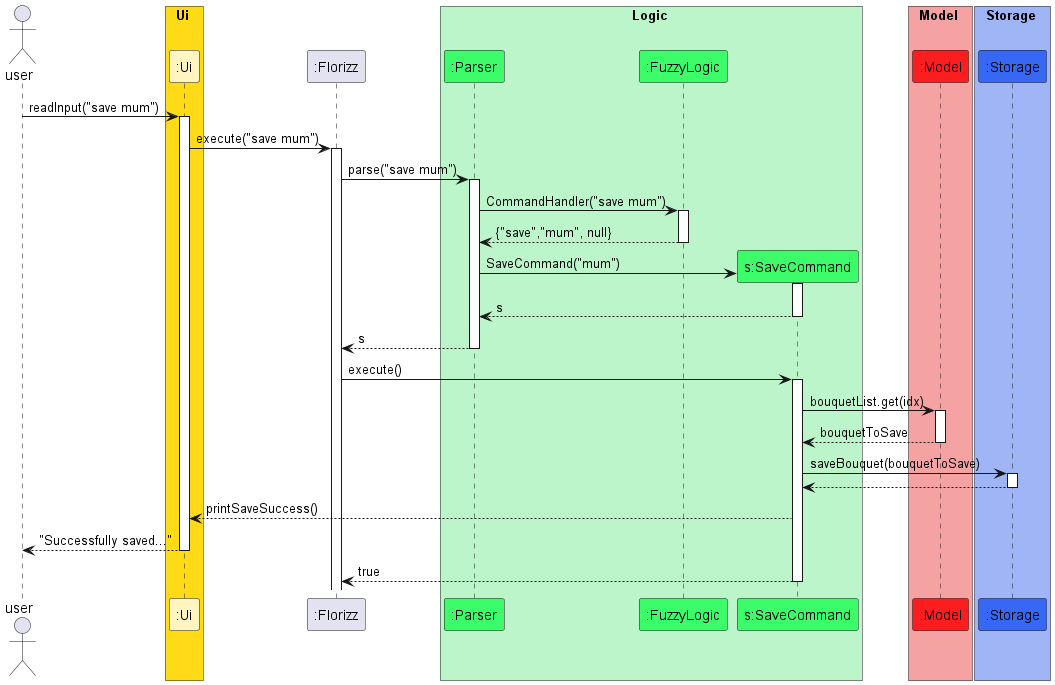 Ui
Logic
Model
Storage
user
:Ui
:Florizz
:Parser
:FuzzyLogic
:Model
:Storage
readInput("save mum")
execute("save mum")
parse("save mum")
CommandHandler("save mum")
{"save","mum", null}
SaveCommand("mum")
s:SaveCommand
s
s
execute()
bouquetList.get(idx)
bouquetToSave
saveBouquet(bouquetToSave)
printSaveSuccess()
"Successfully saved..."
true
user
:Ui
:Florizz
:Parser
:FuzzyLogic
s:SaveCommand
:Model
:Storage